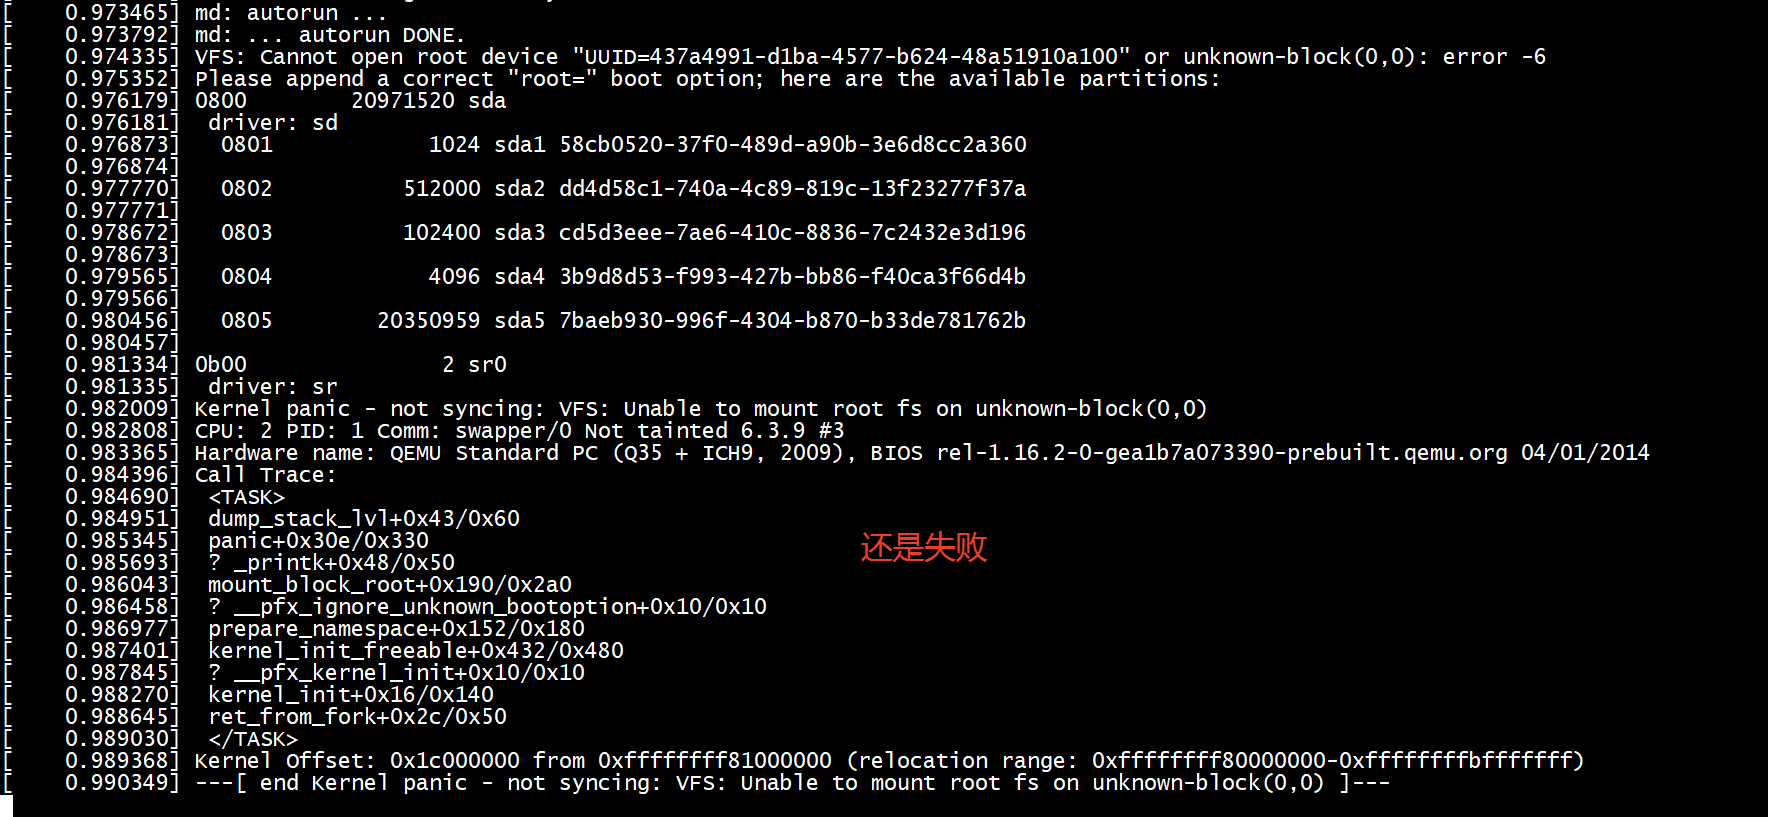 [    0.973465] md: autorun ...
[    0.973792] md: ... autorun DONE.
[    0.974335] VFS: Cannot open root device "UUID=437a4991-d1ba-4577-b624-48a51910a100" or unknown-block(0,0): error -6
[    0.975352] Please append a correct "root=" boot option; here are the available partitions:
[    0.976179] 0800        20971520 sda
[    0.976181]  driver: sd
[    0.976873]   0801            1024 sda1 58cb0520-37f0-489d-a90b-3e6d8cc2a360
[    0.976874]
[    0.977770]   0802          512000 sda2 dd4d58c1-740a-4c89-819c-13f23277f37a
[    0.977771]
[    0.978672]   0803          102400 sda3 cd5d3eee-7ae6-410c-8836-7c2432e3d196
[    0.978673]
[    0.979565]   0804            4096 sda4 3b9d8d53-f993-427b-bb86-f40ca3f66d4b
[    0.979566]
[    0.980456]   0805        20350959 sda5 7baeb930-996f-4304-b870-b33de781762b
[    0.980457]
[    0.981334] 0b00               2 sr0
[    0.981335]  driver: sr
[    0.982009] Kernel panic - not syncing: VFS: Unable to mount root fs on unknown-block(0,0)
[    0.982808] CPU: 2 PID: 1 Comm: swapper/0 Not tainted 6.3.9 #3
[    0.983365] Hardware name: QEMU Standard PC (Q35 + ICH9, 2009), BIOS rel-1.16.2-0-gea1b7a073390-prebuilt.qemu.org 04/01/2014
[    0.984396] Call Trace:
[    0.984690]  <TASK>
[    0.984951]  dump_stack_lvl+0x43/0x60
[    0.985345]  panic+0x30e/0x330
还是失败
[    0.985693]  ? _printk+0x48/0x50
[    0.986043]  mount_block_root+0x190/0x2a0
[    0.986458]  ? __pfx_ignore_unknown_bootoption+0x10/0x10
[    0.986977]  prepare_namespace+0x152/0x180
[    0.987401]  kernel_init_freeable+0x432/0x480
[    0.987845]  ? __pfx_kernel_init+0x10/0x10
[    0.988270]  kernel_init+0x16/0x140
[    0.988645]  ret_from_fork+0x2c/0x50
[    0.989030]  </TASK>
[    0.989368] Kernel Offset: 0x1c000000 from 0xffffffff81000000 (relocation range: 0xffffffff80000000-0xffffffffbfffffff)
[    0.990349] ---[ end Kernel panic - not syncing: VFS: Unable to mount root fs on unknown-block(0,0) ]---